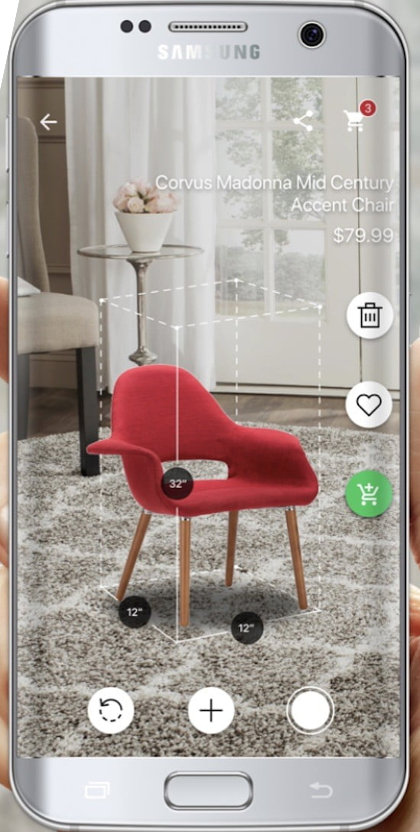 SAMSUNG
3
Corvus Madonna Mid Century
Accent Chair
$79.99
32"
12"
12"